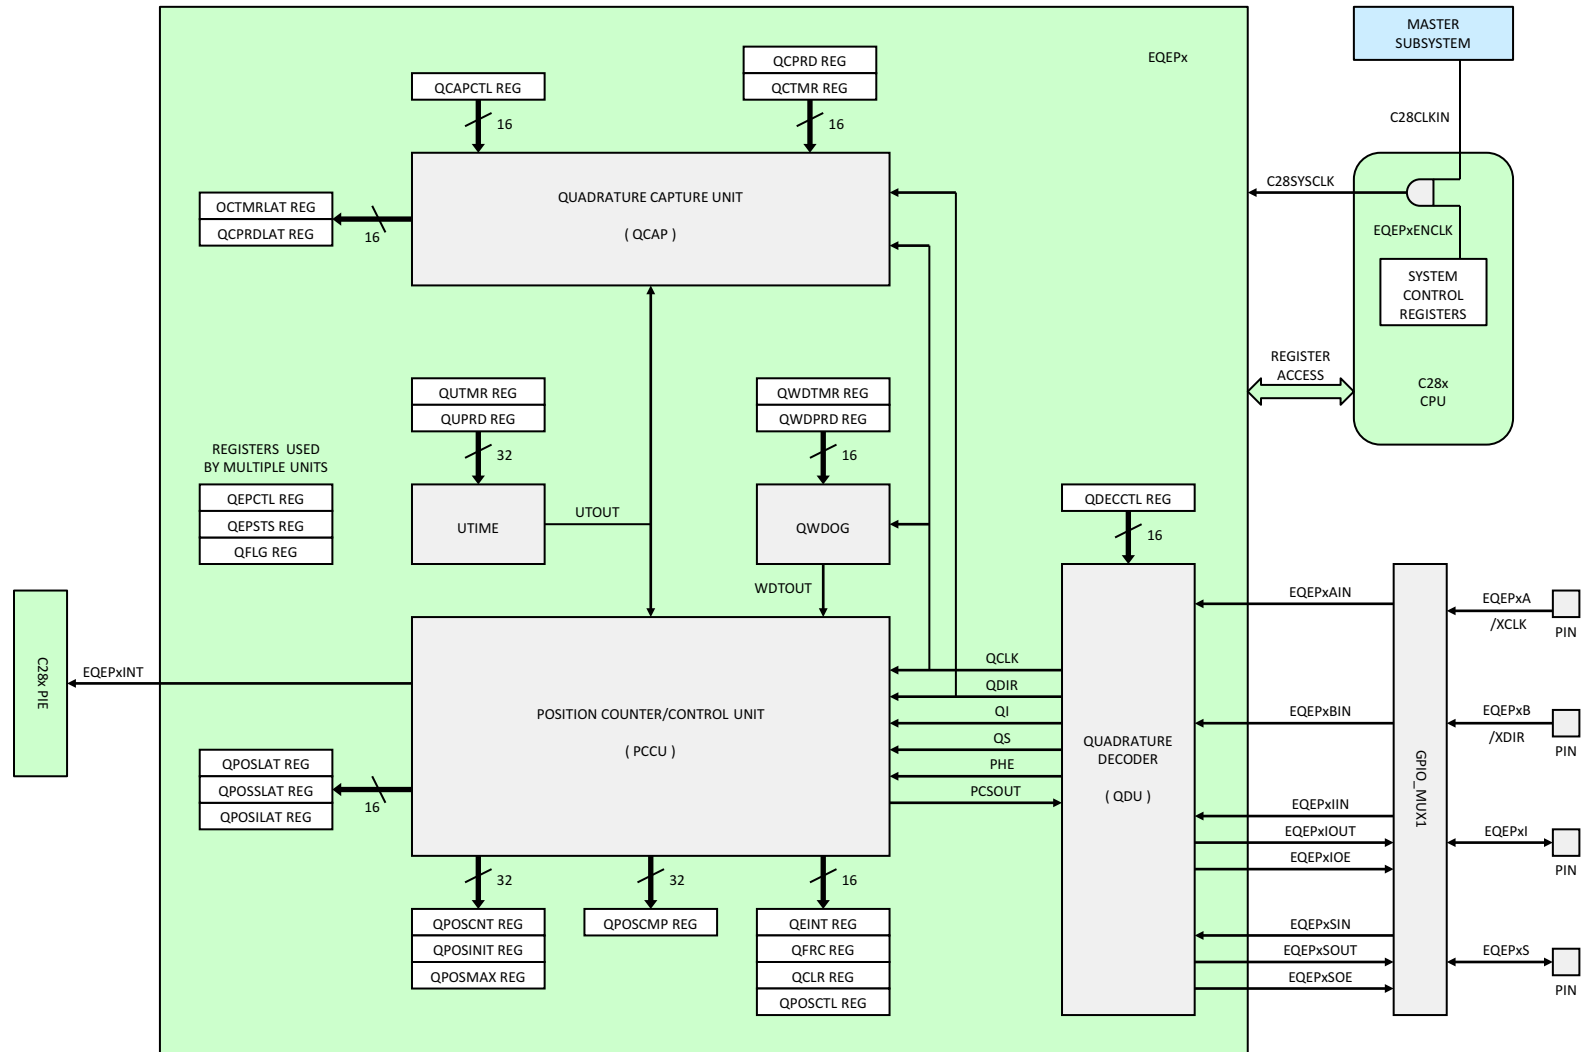 MASTER
SUBSYSTEM
EQEPx
QCPRD REG
QCTMR REG
QCAPCTL REG
16
16
C28CLKIN
QUADRATURE CAPTURE UNIT
( QCAP )
OCTMRLAT REG
QCPRDLAT REG
16
C28SYSCLK
EQEPxENCLK
SYSTEM
CONTROL
REGISTERS
REGISTER
ACCESS
C28x
CPU
QUTMR REG
QUPRD REG
32
QWDTMR REG
QWDPRD REG
16
REGISTERS USED
BY MULTIPLE UNITS
QEPCTL REG
QEPSTS REG
QFLG REG
UTIME
UTOUT
QWDOG
WDTOUT
QDECCTL REG
16
EQEPxAIN
EQEPxA
/XCLK
PIN
C28x PIE
EQEPxINT
POSITION COUNTER/CONTROL UNIT
( PCCU )
QCLK
QDIR
QI
QS
PHE
PCSOUT
QUADRATURE
DECODER
( QDU )
EQEPxBIN
EQEPxB
/XDIR
PIN
GPIO_MUX1
QPOSLAT REG
QPOSSLAT REG
QPOSILAT REG
16
EQEPxIIN
EQEPxIOUT
EQEPxIOE
EQEPxI
PIN
32
32
16
QPOSCNT REG
QPOSINIT REG
QPOSMAX REG
QPOSCMP REG
QEINT REG
QFRC REG
QCLR REG
QPOSCTL REG
EQEPxSIN
EQEPxSOUT
EQEPxSOE
EQEPxS
PIN